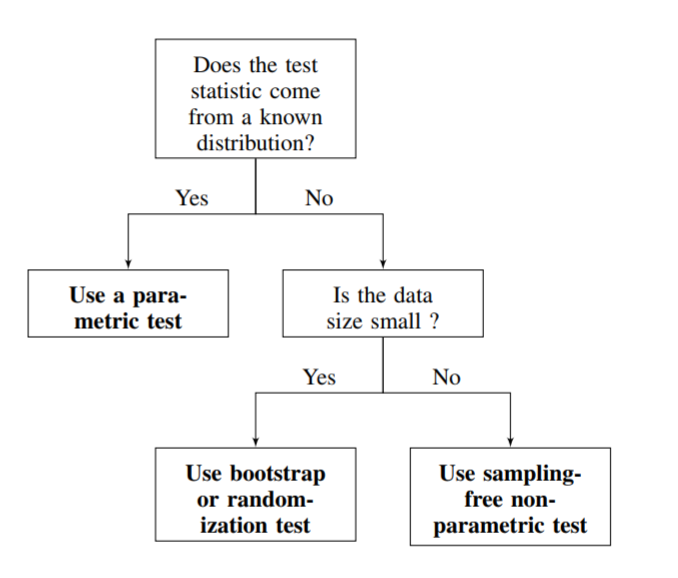 Does the test
statistic come
from a known
distribution?
Yes
No
Use a para-
metric test
Is the data
size small ?
Yes
No
Use bootstrap
or random-
ization test
Use sampling-
free non-
parametric test